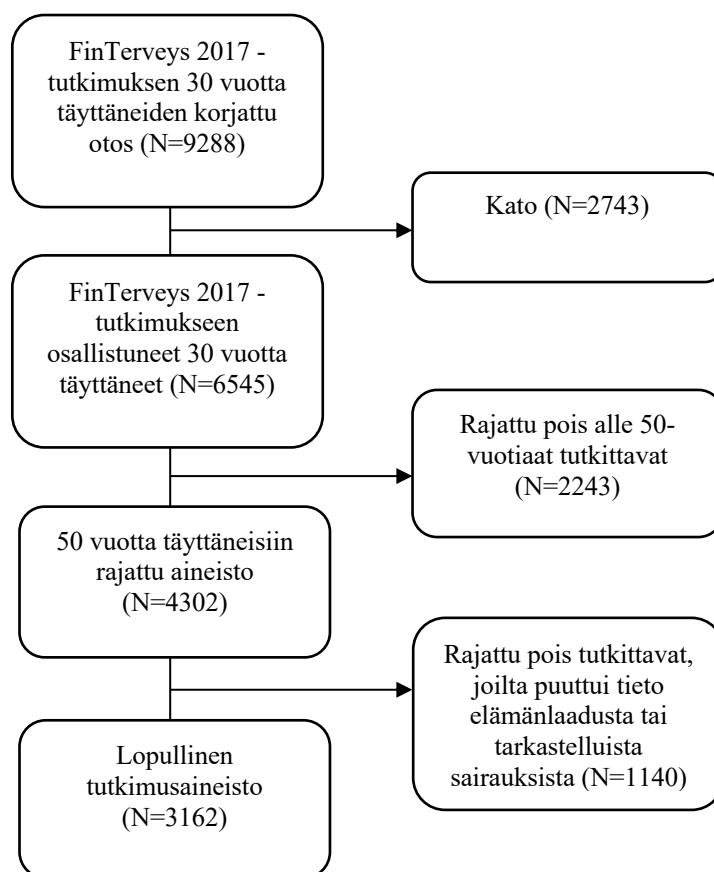 FinTerveys 2017 -
tutkimuksen 30 vuotta
täyttäneiden korjattu
otos (N=9288)
Kato (N=2743)
FinTerveys 2017 -
tutkimukseen
osallistuneet 30 vuotta
täyttäneet (N=6545)
Rajattu pois alle 50-
vuotiaat tutkittavat
(N=2243)
50 vuotta täyttäneisiin
rajattu aineisto
(N=4302)
Rajattu pois tutkittavat,
joilta puuttui tieto
elämänlaadusta tai
tarkastelluista
sairauksista (N=1140)
Lopullinen
tutkimusaineisto
(N=3162)